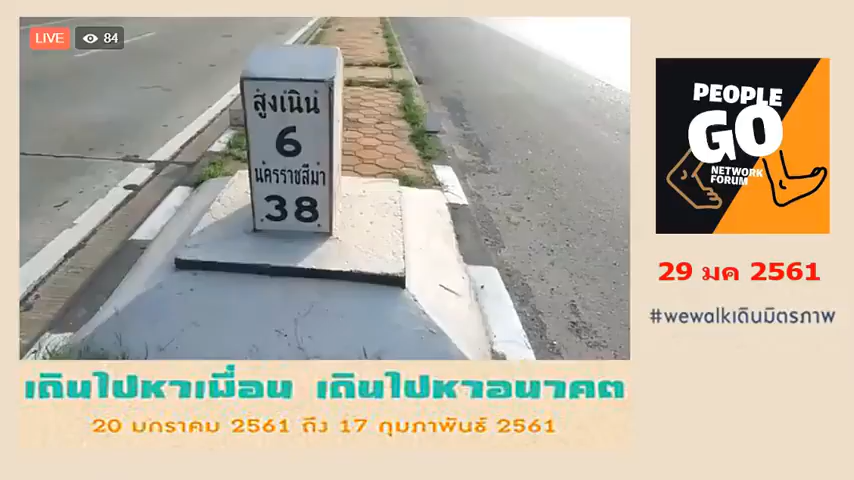 LIVE 84
สูงเนิน
6
นครราชสีมา
38
PEOPLE
GO
NETWORK
FORUM
29 มค 2561
#wewalkเดินมิตรภาพ
เดินไปหาเพื่อน เดินไปหาอนาคต
20 มกราคม 2561 ถึง 17 กุมภาพันธ์ 2561